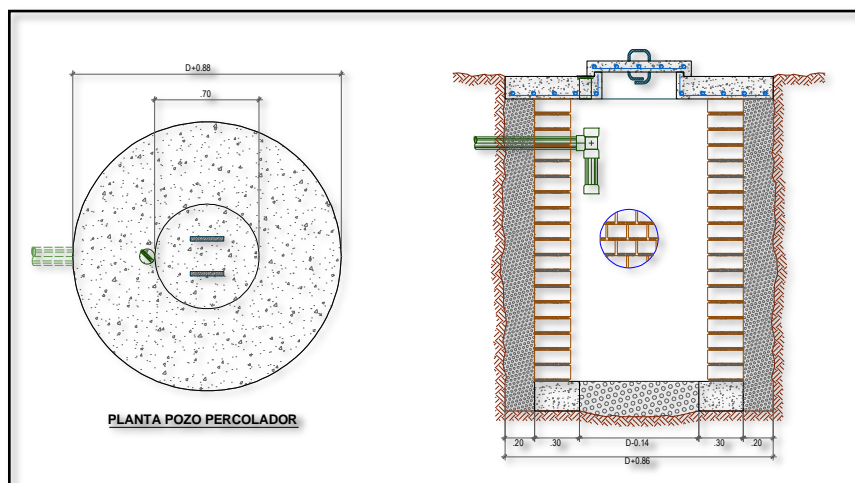 D+0.88
.70
PLANTA POZO PERCOLADOR
.20 .30 D-0.14 .30 .20
D+0.86